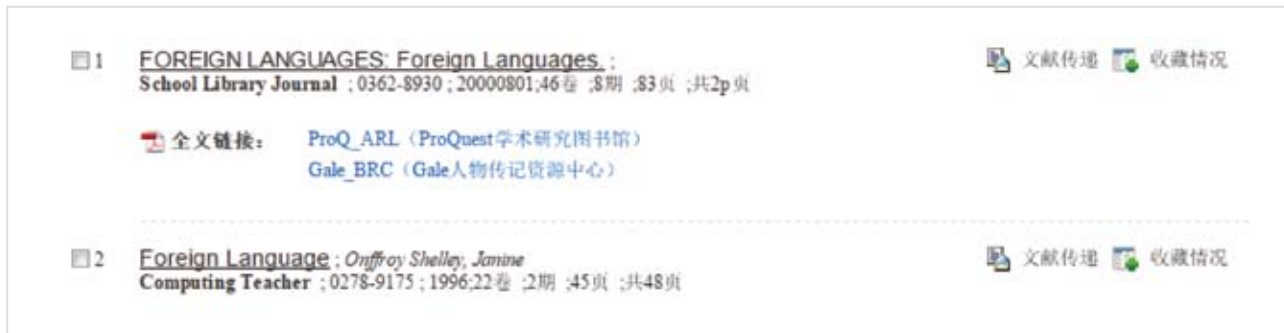 1 FOREIGN LANGUAGES: Foreign Languages. ; 文献传递 收藏情况
School Library Journal ; 0362-8930 ; 20000801;46卷 ;8期 ;83页 ;共2p页
全文链接: ProQ_ARL（ProQuest学术研究图书馆）
Gale_BRC（Gale人物传记资源中心）
2 Foreign Language ; Onffroy Shelley, Janine 文献传递 收藏情况
Computing Teacher ; 0278-9175 ; 1996;22卷 ;2期 ;45页 ;共48页